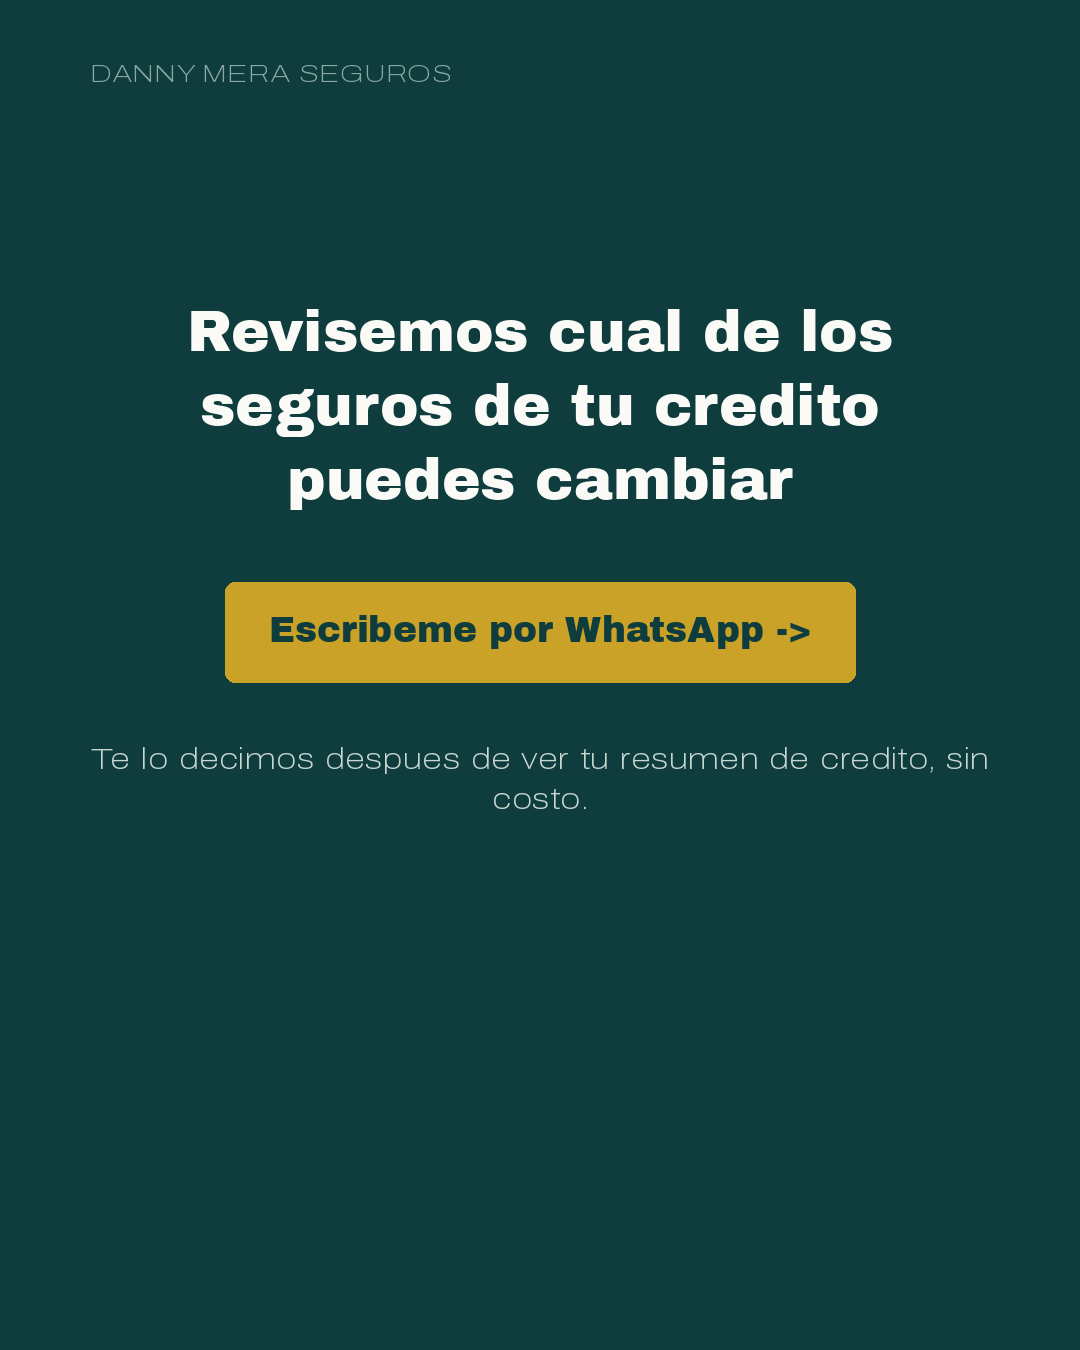 DANNY MERA SEGUROS
Revisemos cual de los
seguros de tu credito
puedes cambiar
Escribeme por WhatsApp ->
Te lo decimos despues de ver tu resumen de credito, sin
costo.